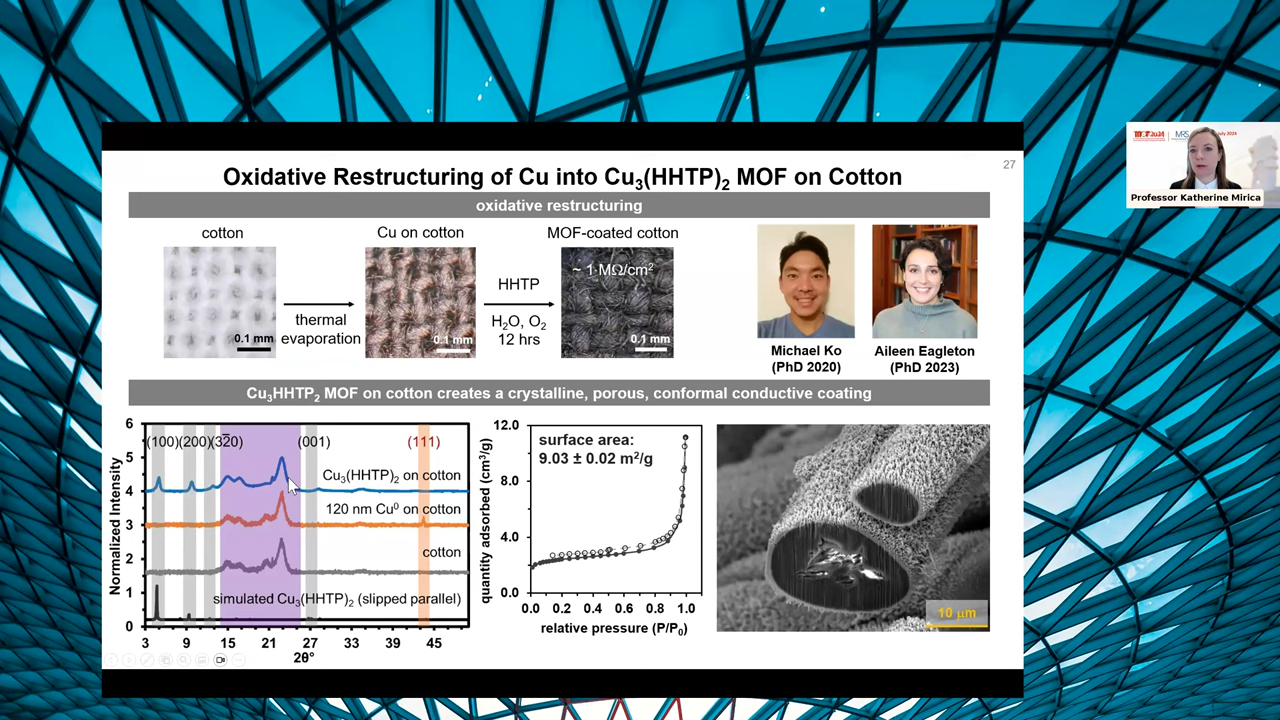 27
Oxidative Restructuring of Cu into Cu₃(HHTP)₂ MOF on Cotton
oxidative restructuring
cotton
0.1 mm
thermal
evaporation
Cu on cotton
0.1 mm
HHTP
H₂O, O₂
12 hrs
MOF-coated cotton
~ 1 MΩ/cm²
0.1 mm
Michael Ko
(PhD 2020)
Aileen Eagleton
(PhD 2023)
Professor Katherine Mirica
Cu₃HHTP₂ MOF on cotton creates a crystalline, porous, conformal conductive coating
Normalized Intensity
6
5
4
3
2
1
0
(100)
(200)
(32̅0)
(001)
(111)
Cu₃(HHTP)₂ on cotton
120 nm Cu⁰ on cotton
cotton
simulated Cu₃(HHTP)₂ (slipped parallel)
3 9 15 21 27 33 39 45
2θ°
quantity adsorbed (cm³/g)
12.0
8.0
4.0
0.0
surface area:
9.03 ± 0.02 m²/g
0.0 0.2 0.4 0.6 0.8 1.0
relative pressure (P/P₀)
10 µm